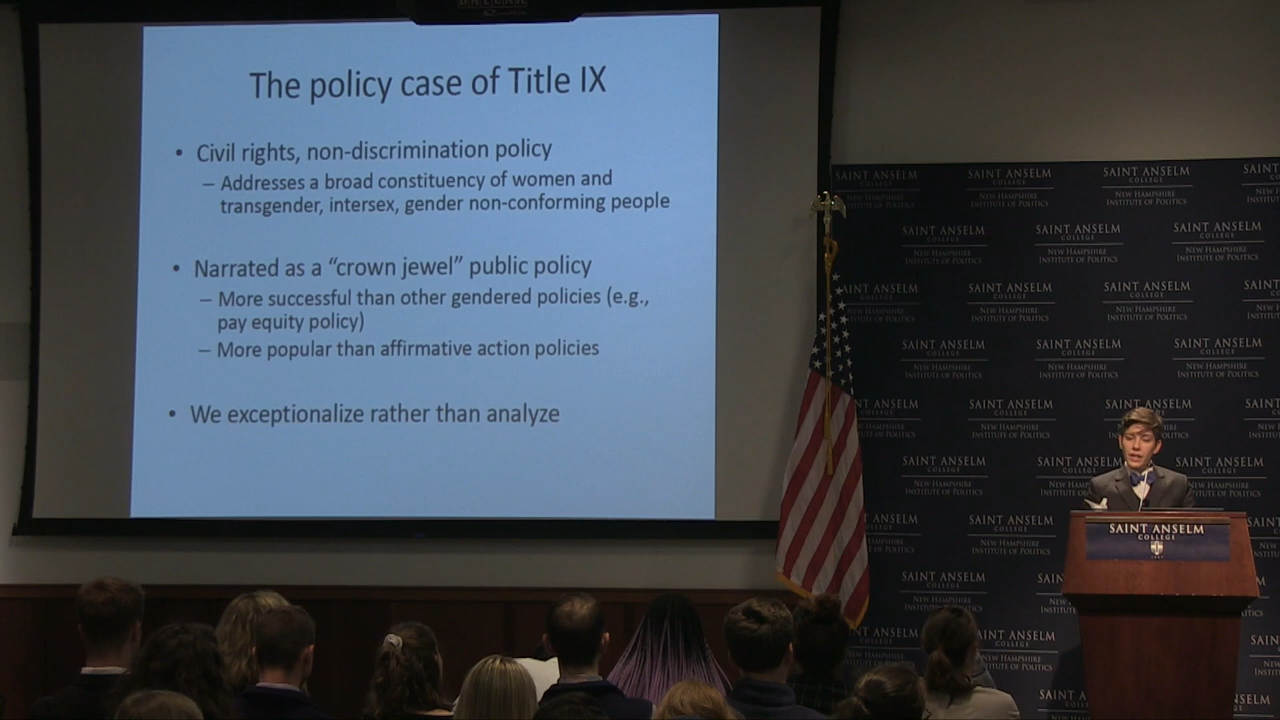 The policy case of Title IX
• Civil rights, non-discrimination policy
– Addresses a broad constituency of women and
transgender, intersex, gender non-conforming people
• Narrated as a “crown jewel” public policy
– More successful than other gendered policies (e.g.,
pay equity policy)
– More popular than affirmative action policies
• We exceptionalize rather than analyze
SAINT ANSELM
COLLEGE
NEW HAMPSHIRE
INSTITUTE OF POLITICS
SAINT ANSELM
COLLEGE